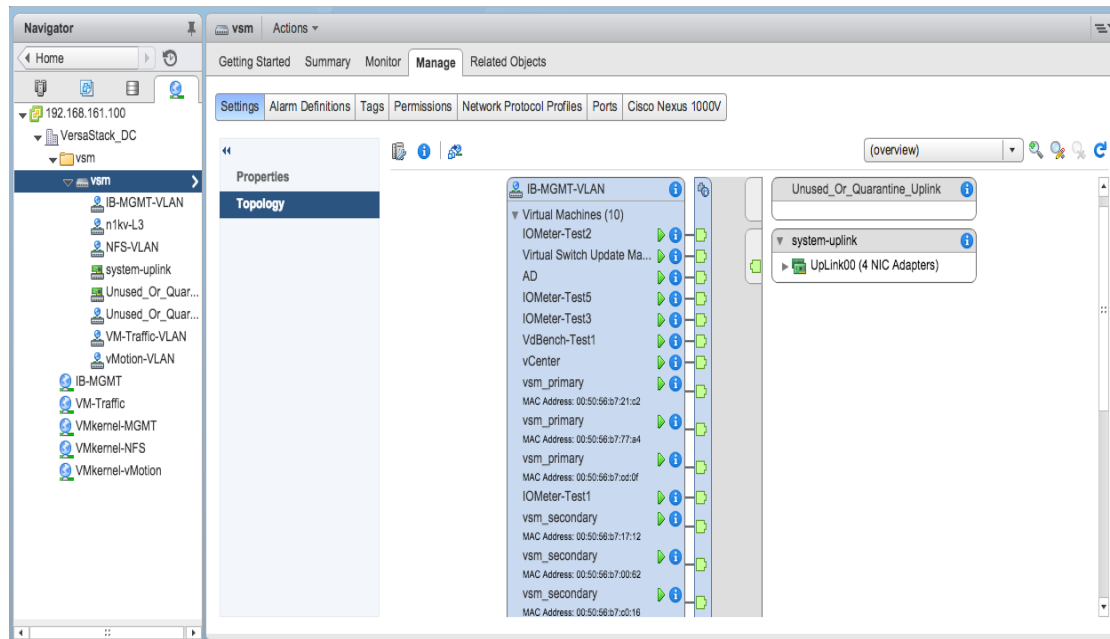 Navigator
Home
192.168.161.100
VersaStack_DC
vsm
vsm
IB-MGMT-VLAN
n1kv-L3
NFS-VLAN
system-uplink
Unused_Or_Quar...
Unused_Or_Quar...
VM-Traffic-VLAN
vMotion-VLAN
IB-MGMT
VM-Traffic
VMkernel-MGMT
VMkernel-NFS
VMkernel-vMotion
vsm Actions
Getting Started Summary Monitor Manage Related Objects
Settings Alarm Definitions Tags Permissions Network Protocol Profiles Ports Cisco Nexus 1000V
Properties
Topology
(overview)
IB-MGMT-VLAN
Virtual Machines (10)
IOMeter-Test2
Virtual Switch Update Ma...
AD
IOMeter-Test5
IOMeter-Test3
VdBench-Test1
vCenter
vsm_primary
MAC Address: 00:50:56:b7:21:c2
vsm_primary
MAC Address: 00:50:56:b7:77:a4
vsm_primary
MAC Address: 00:50:56:b7:cd:0f
IOMeter-Test1
vsm_secondary
MAC Address: 00:50:56:b7:17:12
vsm_secondary
MAC Address: 00:50:56:b7:00:62
vsm_secondary
MAC Address: 00:50:56:b7:c0:16
Unused_Or_Quarantine_Uplink
system-uplink
UpLink00 (4 NIC Adapters)